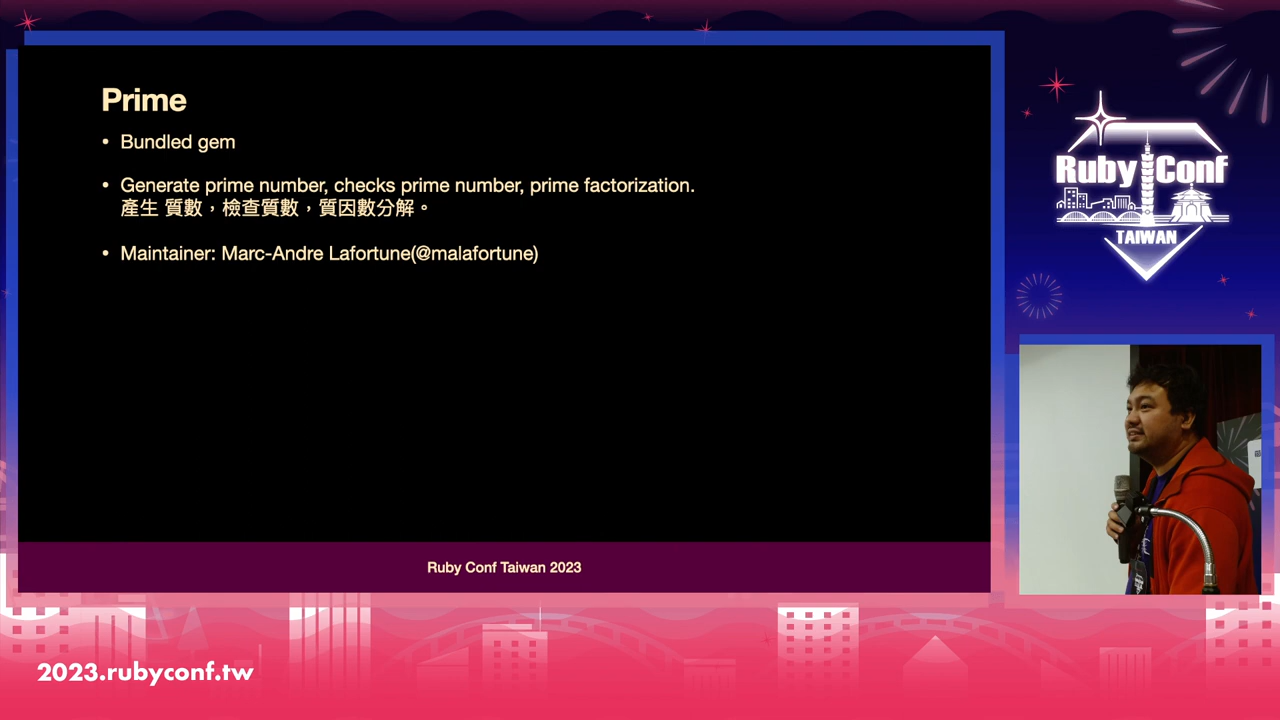 Prime
• Bundled gem
• Generate prime number, checks prime number, prime factorization.
產生 質數，檢查質數，質因數分解。
• Maintainer: Marc-Andre Lafortune(@malafortune)
Ruby Conf Taiwan 2023
Ruby Conf
TAIWAN
2023.rubyconf.tw